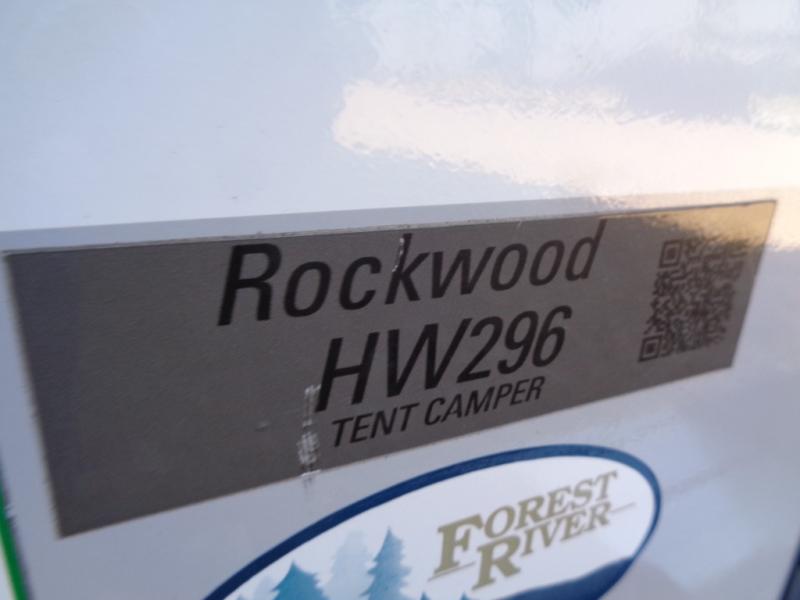 Rockwood
HW296
TENT CAMPER
FOREST
RIVER